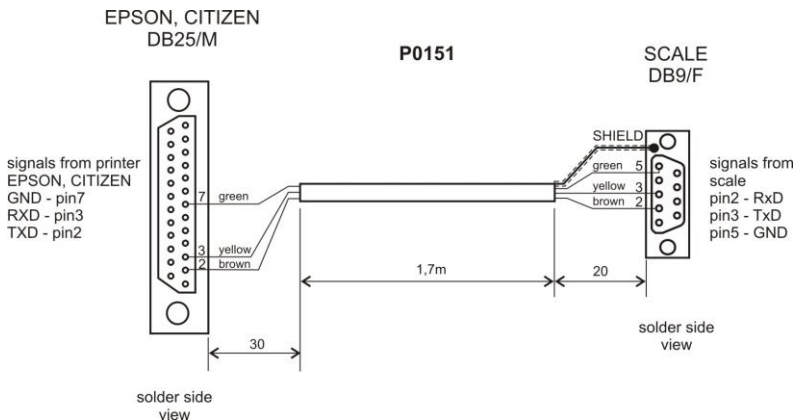 EPSON, CITIZEN
DB25/M
P0151
SCALE
DB9/F
signals from printer
EPSON, CITIZEN
GND - pin7
RXD - pin3
TXD - pin2
7 green
3 yellow
2 brown
SHIELD
green 5
yellow 3
brown 2
signals from
scale
pin2 - RxD
pin3 - TxD
pin5 - GND
1,7m
20
30
solder side
view
solder side
view